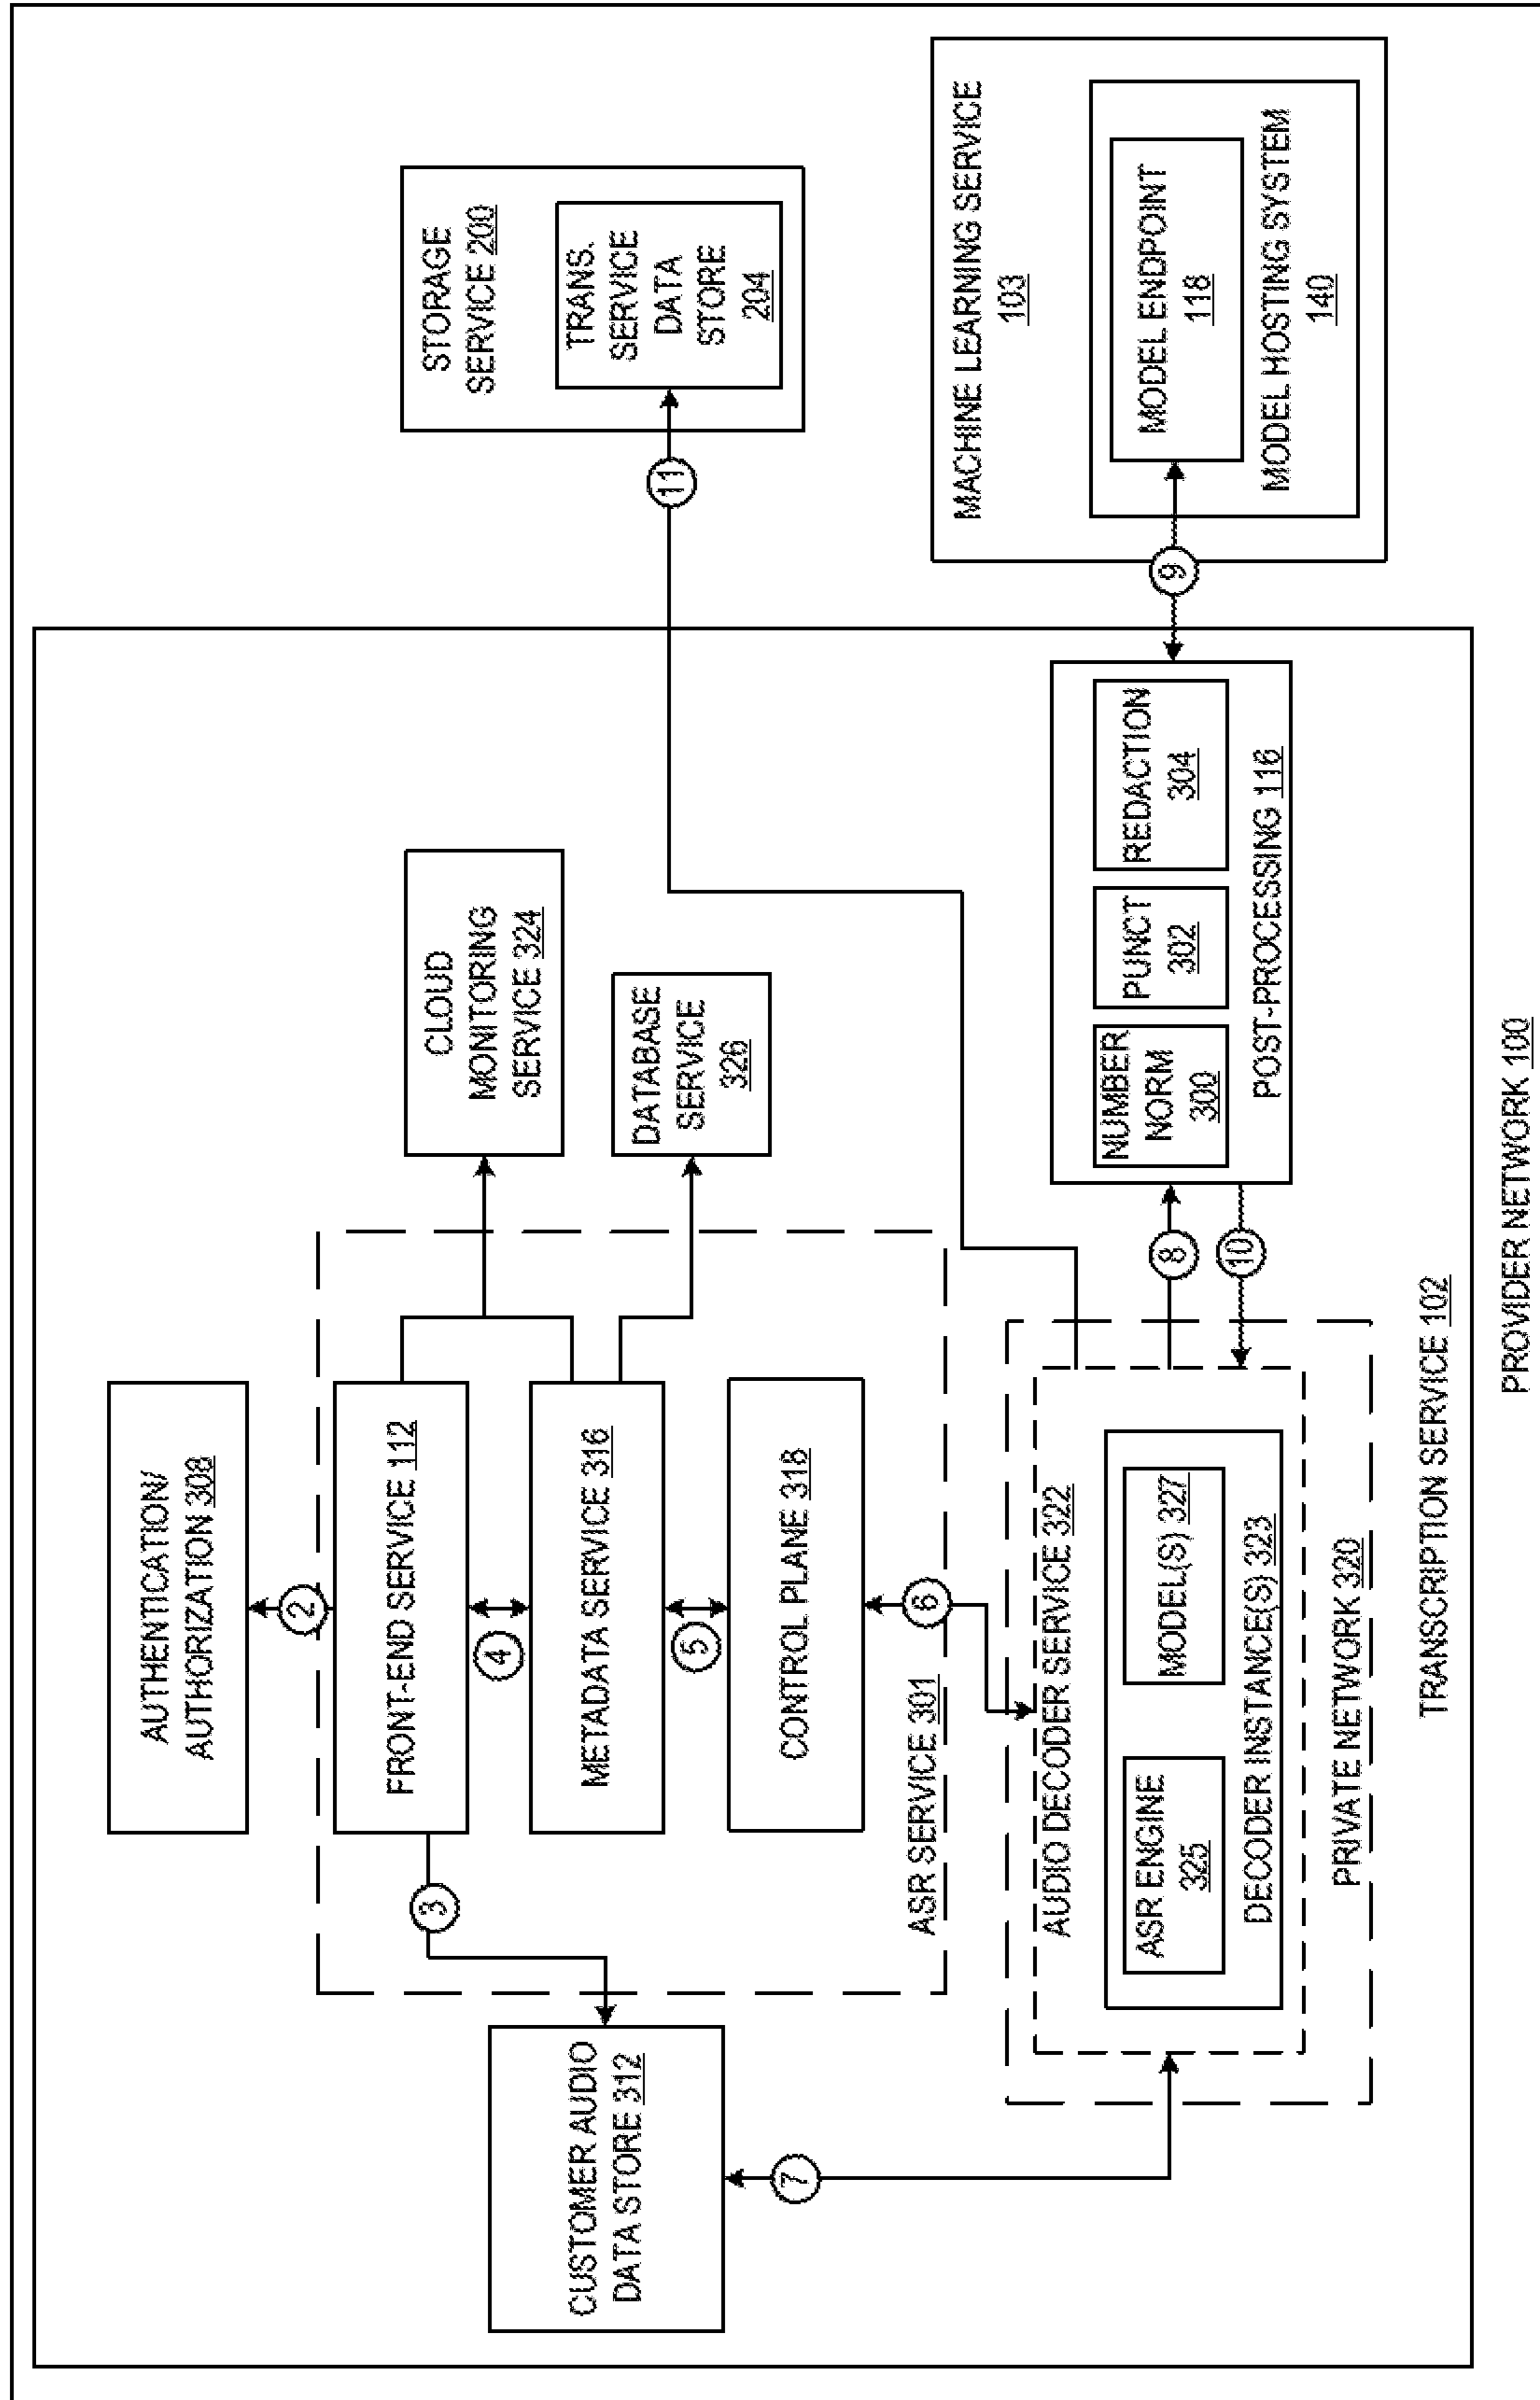 AUTHENTICATION/
AUTHORIZATION 308
2
FRONT-END SERVICE 112
3
4
METADATA SERVICE 316
5
CONTROL PLANE 318
ASR SERVICE 301
6
CUSTOMER AUDIO
DATA STORE 312
7
CLOUD
MONITORING
SERVICE 324
DATABASE
SERVICE
326
STORAGE
SERVICE 200
TRANS.
SERVICE
DATA
STORE
204
11
AUDIO DECODER SERVICE 322
ASR ENGINE
325
MODEL(S) 327
DECODER INSTANCE(S) 323
PRIVATE NETWORK 320
8
10
NUMBER
NORM
300
PUNCT
302
REDACTION
304
POST-PROCESSING 116
9
MACHINE LEARNING SERVICE
103
MODEL ENDPOINT
118
MODEL HOSTING SYSTEM
140
TRANSCRIPTION SERVICE 102
PROVIDER NETWORK 100